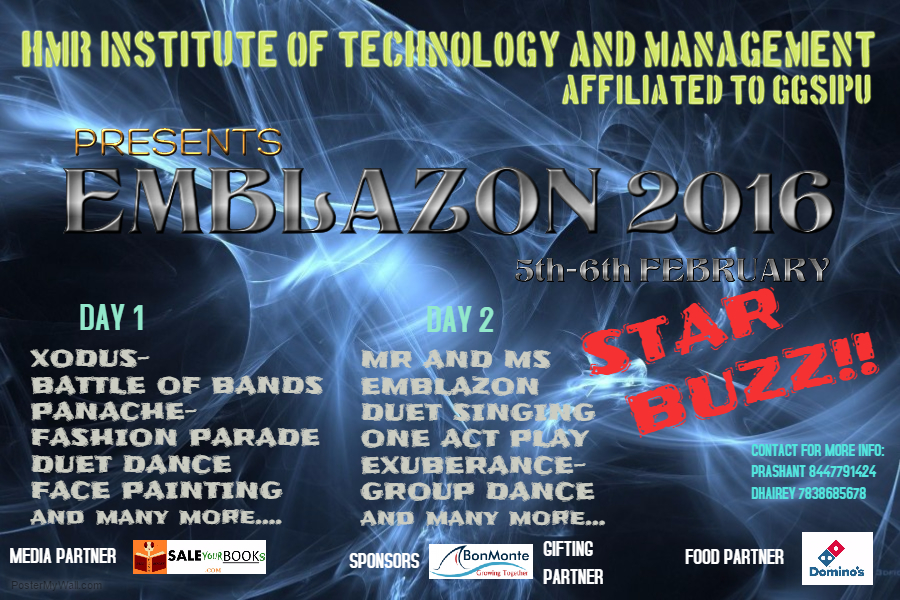 HMR INSTITUTE OF TECHNOLOGY AND MANAGEMENT
AFFILIATED TO GGSIPU
PRESENTS
EMBLAZON 2016
5th-6th FEBRUARY
STAR
BUZZ!!
DAY 1
XODUS-
BATTLE OF BANDS
PANACHE-
FASHION PARADE
DUET DANCE
FACE PAINTING
AND MANY MORE....
DAY 2
MR AND MS
EMBLAZON
DUET SINGING
ONE ACT PLAY
EXUBERANCE-
GROUP DANCE
AND MANY MORE...
CONTACT FOR MORE INFO:
PRASHANT 8447791424
DHAIREY 7838685678
MEDIA PARTNER
SALEYOURBOOKS
.COM
SPONSORS
BonMonte
Growing Together
GIFTING
PARTNER
FOOD PARTNER
Domino's
PosterMyWall.com